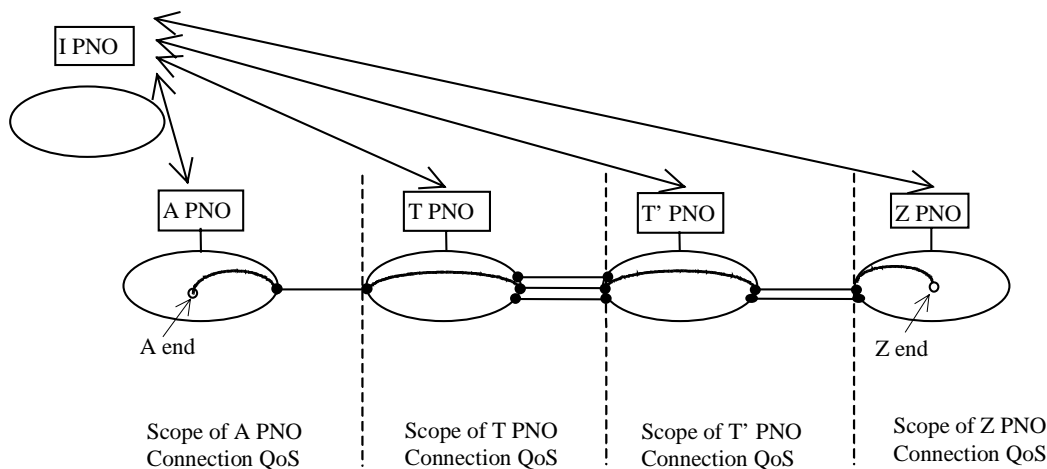 I PNO
A PNO
T PNO
T’ PNO
Z PNO
A end
Z end
Scope of A PNO
Connection QoS
Scope of T PNO
Connection QoS
Scope of T’ PNO
Connection QoS
Scope of Z PNO
Connection QoS